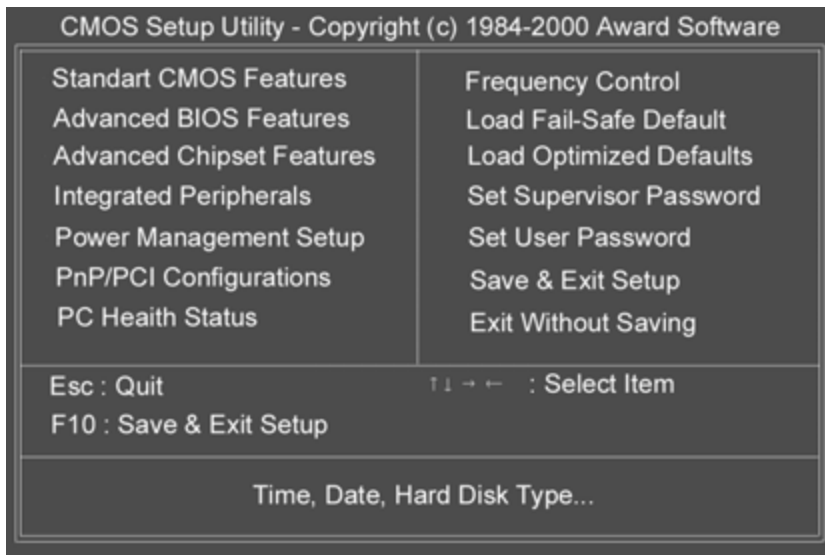 CMOS Setup Utility - Copyright (c) 1984-2000 Award Software
Standart CMOS Features
Advanced BIOS Features
Advanced Chipset Features
Integrated Peripherals
Power Management Setup
PnP/PCI Configurations
PC Heaith Status
Frequency Control
Load Fail-Safe Default
Load Optimized Defaults
Set Supervisor Password
Set User Password
Save & Exit Setup
Exit Without Saving
Esc : Quit
↑↓→← : Select Item
F10 : Save & Exit Setup
Time, Date, Hard Disk Type...